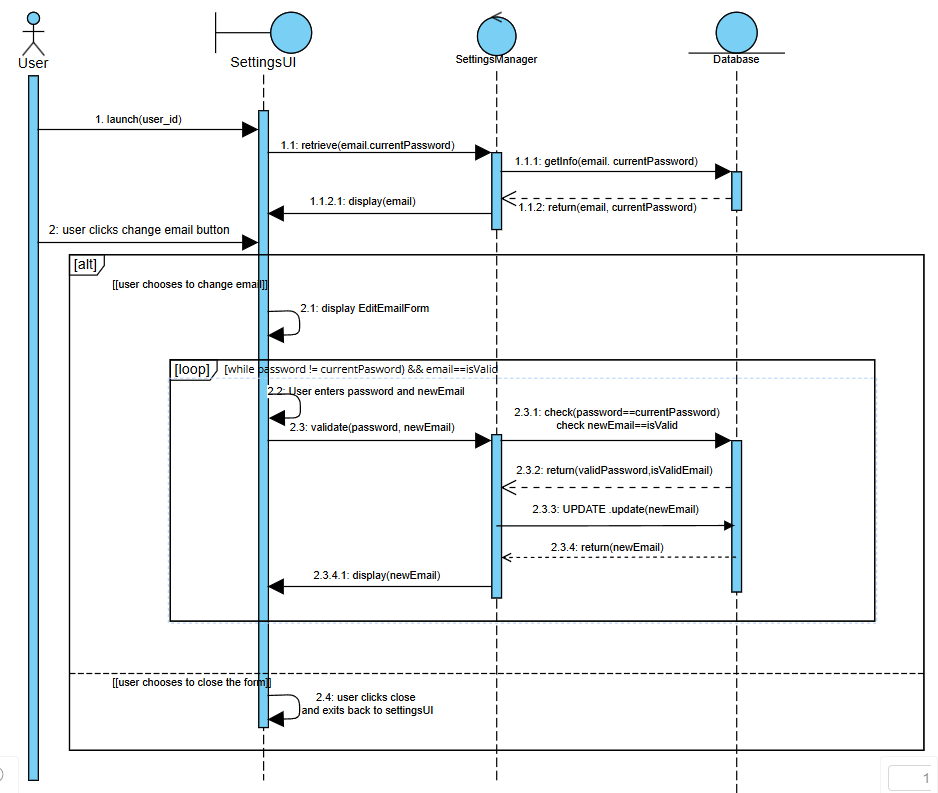 User
SettingsUI
SettingsManager
Database
1. launch(user_id)
1.1: retrieve(email.currentPassword)
1.1.1: getInfo(email. currentPassword)
1.1.2.1: display(email)
1.1.2: return(email, currentPassword)
2: user clicks change email button
[alt]
[[user chooses to change email]]
2.1: display EditEmailForm
[loop]
[while password != currentPasword) && email==isValid
2.2: User enters password and newEmail
2.3: validate(password, newEmail)
2.3.1: check(password==currentPassword)
check newEmail==isValid
2.3.2: return(validPassword,isValidEmail)
2.3.3: UPDATE .update(newEmail)
2.3.4: return(newEmail)
2.3.4.1: display(newEmail)
[[user chooses to close the form]]
2.4: user clicks close
and exits back to settingsUI
1